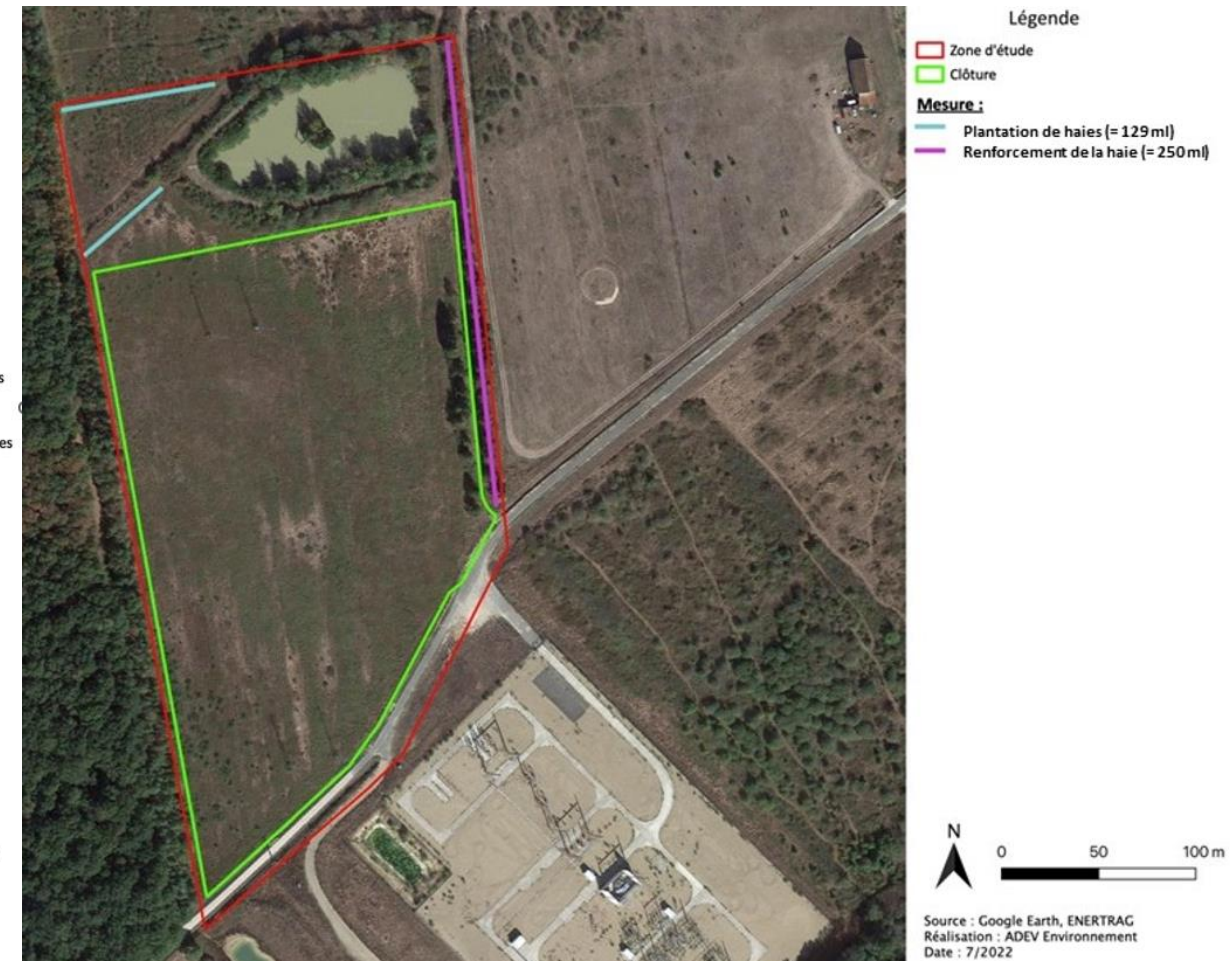 Légende
Zone d'étude
Clôture
Mesure :
Plantation de haies (= 129 ml)
Renforcement de la haie (= 250 ml)
s
es
N
0 50 100 m
Source : Google Earth, ENERTRAG
Réalisation : ADEV Environnement
Date : 7/2022